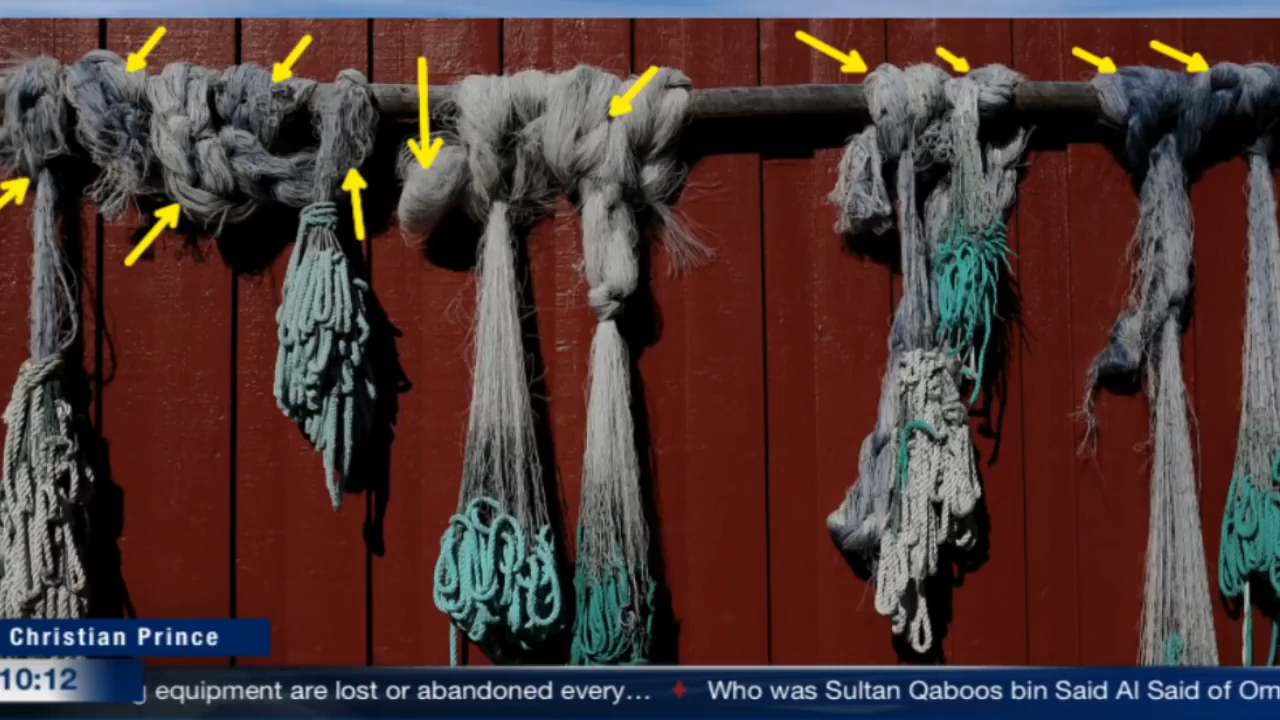 Christian Prince
10:12
equipment are lost or abandoned every… ♦ Who was Sultan Qaboos bin Said Al Said of Om